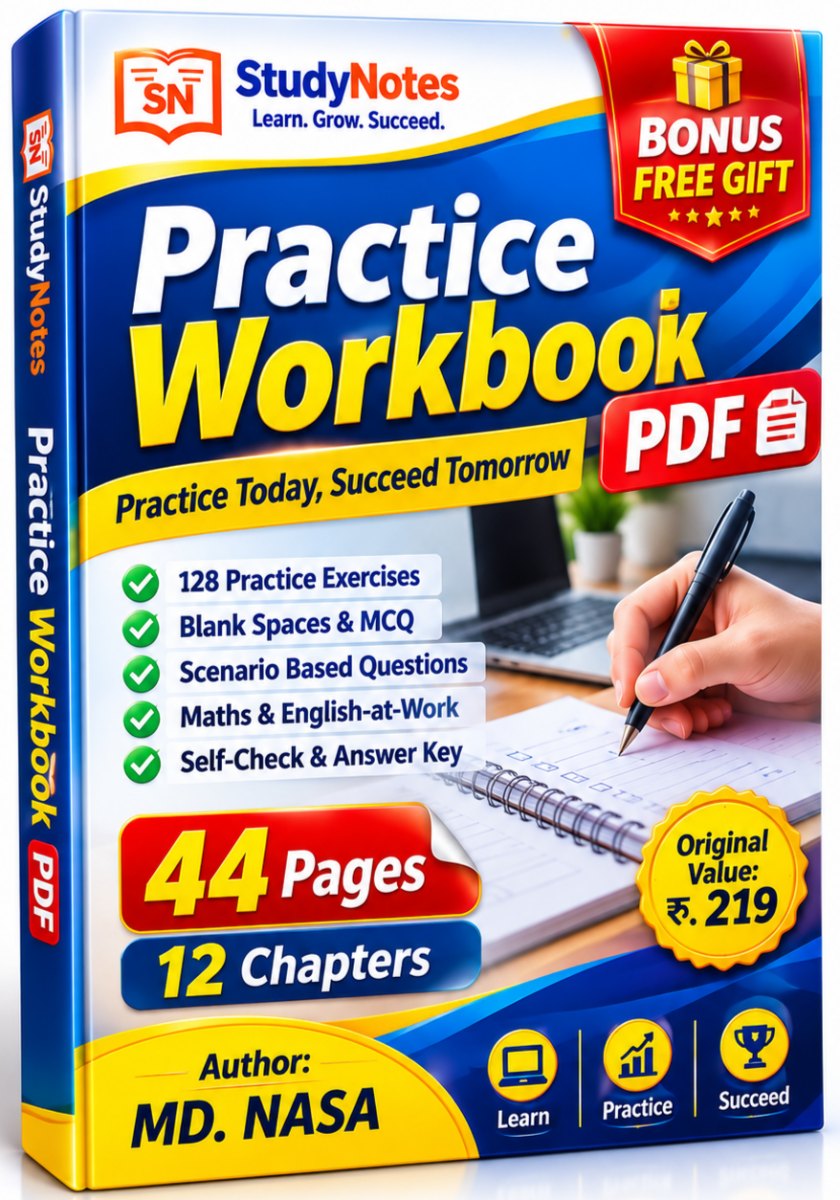 SN
StudyNotes
Learn. Grow. Succeed.
BONUS
FREE GIFT
Practice
Workbook
PDF
Practice Today, Succeed Tomorrow
128 Practice Exercises
Blank Spaces & MCQ
Scenario Based Questions
Maths & English-at-Work
Self-Check & Answer Key
44 Pages
12 Chapters
Original
Value:
रु. 219
Author:
MD. NASA
Learn
Practice
Succeed
SN StudyNotes Practice Workbook PDF